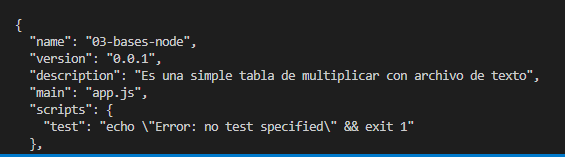 {
"name": "03-bases-node",
"version": "0.0.1",
"description": "Es una simple tabla de multiplicar con archivo de texto",
"main": "app.js",
"scripts": {
"test": "echo \"Error: no test specified\" && exit 1"
},